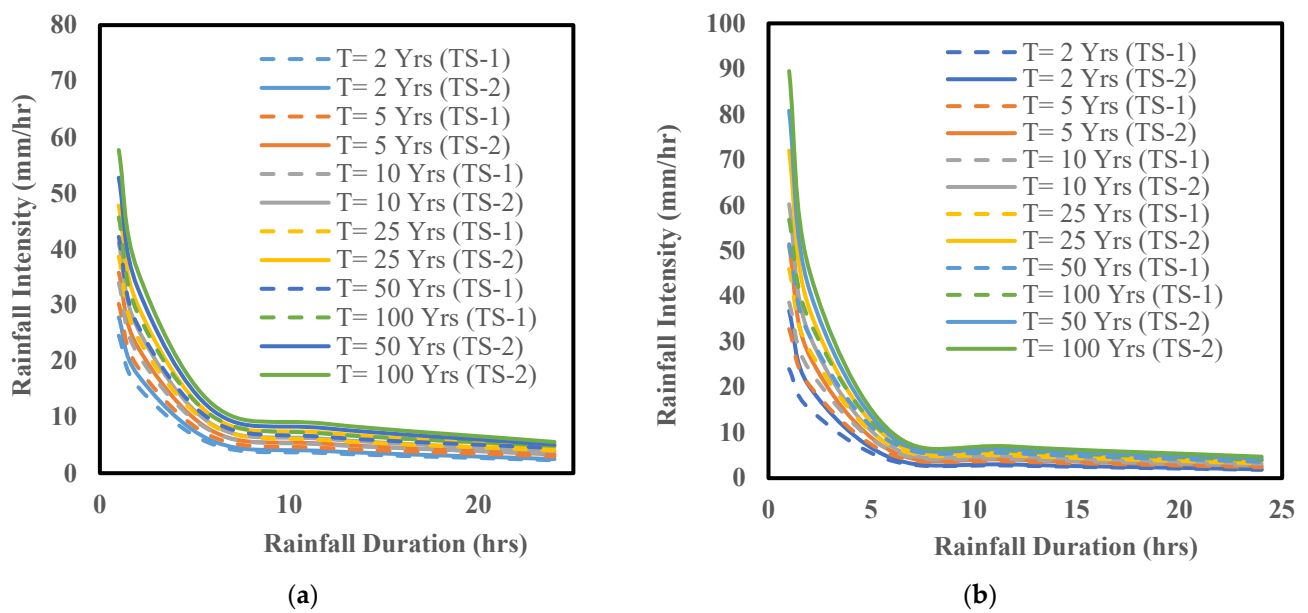 80
70
60
50
40
30
20
10
0
0
10
20
Rainfall Intensity (mm/hr)
Rainfall Duration (hrs)
T= 2 Yrs (TS-1)
T= 2 Yrs (TS-2)
T= 5 Yrs (TS-1)
T= 5 Yrs (TS-2)
T= 10 Yrs (TS-1)
T= 10 Yrs (TS-2)
T= 25 Yrs (TS-1)
T= 25 Yrs (TS-2)
T= 50 Yrs (TS-1)
T= 100 Yrs (TS-1)
T= 50 Yrs (TS-2)
T= 100 Yrs (TS-2)
(a)
100
90
80
70
60
50
40
30
20
10
0
0
5
10
15
20
25
Rainfall Intensity (mm/hr)
Rainfall Duration (hrs)
T= 2 Yrs (TS-1)
T= 2 Yrs (TS-2)
T= 5 Yrs (TS-1)
T= 5 Yrs (TS-2)
T= 10 Yrs (TS-1)
T= 10 Yrs (TS-2)
T= 25 Yrs (TS-1)
T= 25 Yrs (TS-2)
T= 50 Yrs (TS-1)
T= 100 Yrs (TS-1)
T= 50 Yrs (TS-2)
T= 100 Yrs (TS-2)
(b)